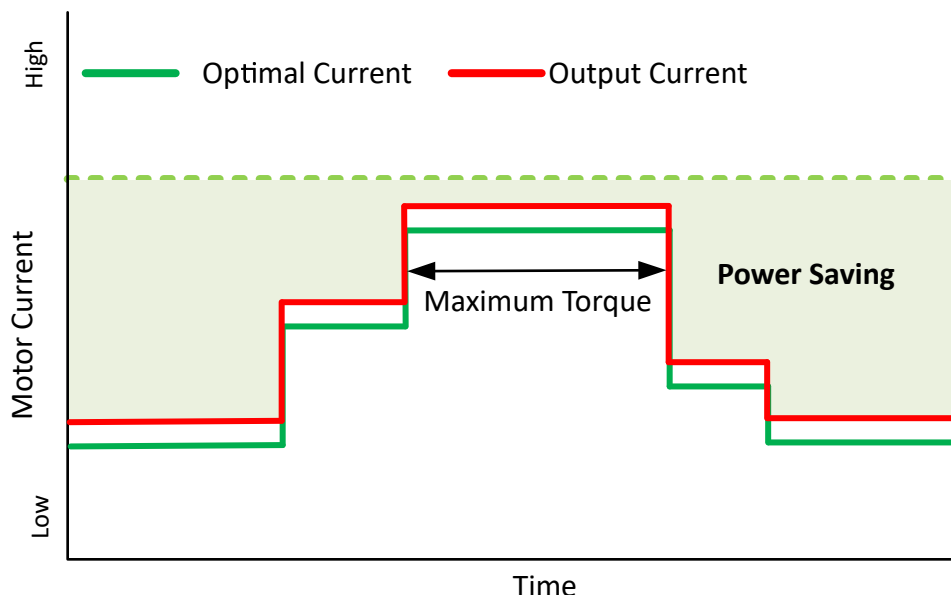 High
Optimal Current
Output Current
Motor Current
Power Saving
Maximum Torque
Low
Time